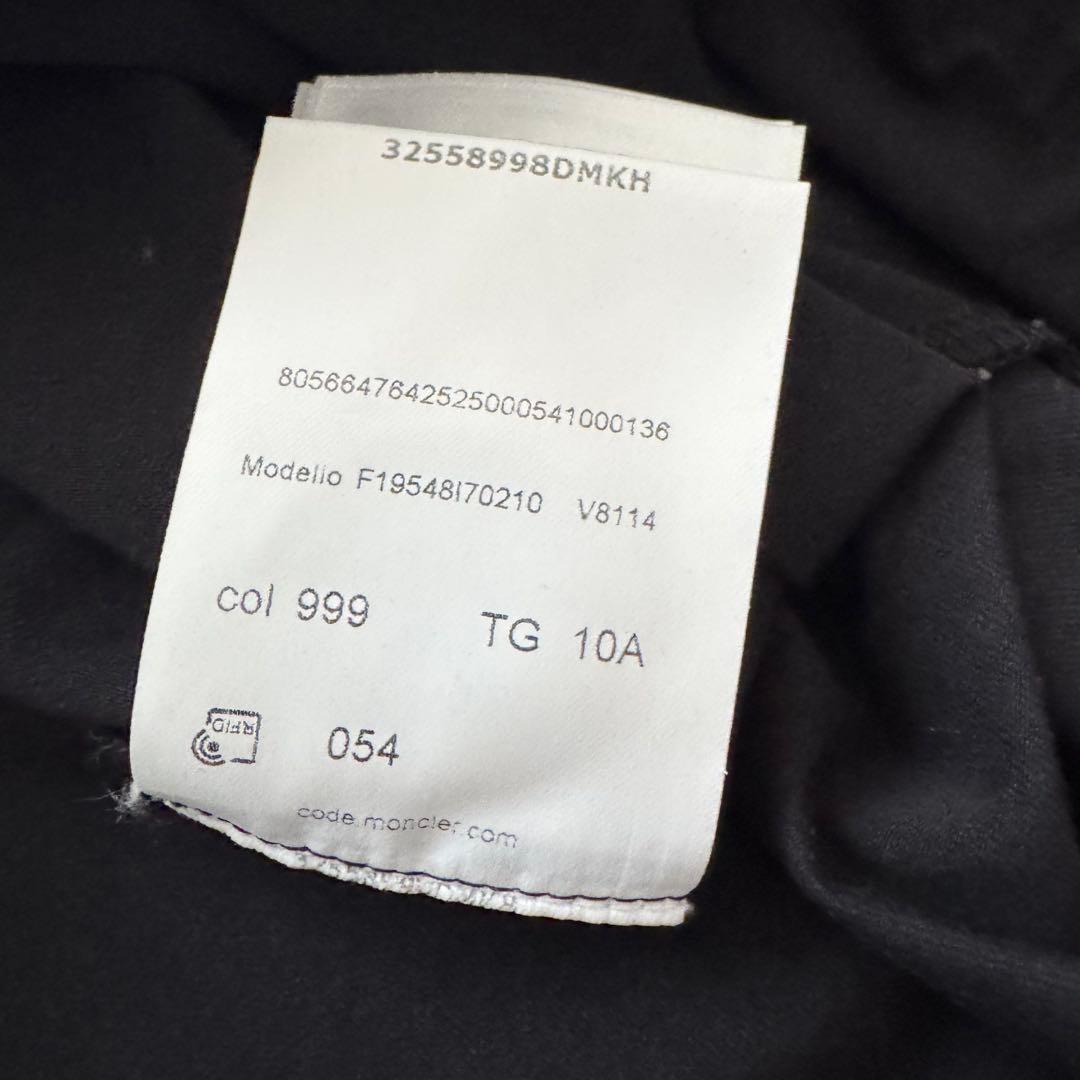 32558998DMKH
8056647642525000541000136
Modello F19548I70210 V8114
col 999 TG 10A
RFID
054
code.moncler.com